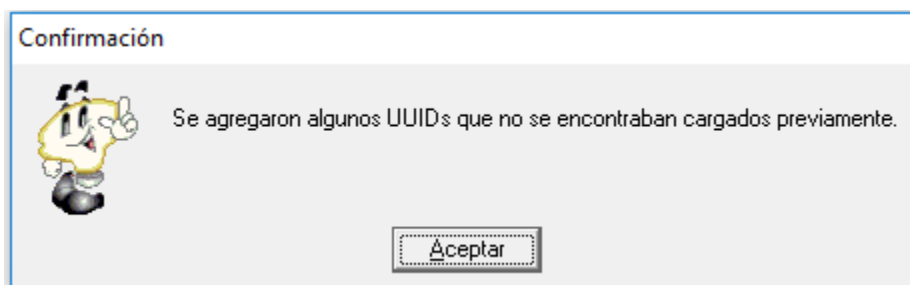 Confirmación
Se agregaron algunos UUIDs que no se encontraban cargados previamente.
Aceptar